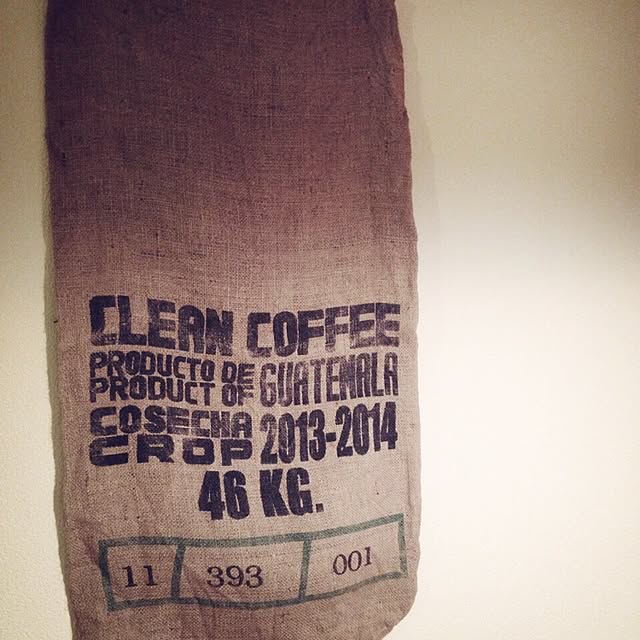 CLEAN COFFEE
PRODUCTO DE
PRODUCT OF GUATEMALA
COSECHA
CROP 2013-2014
46 KG.
11 393 001